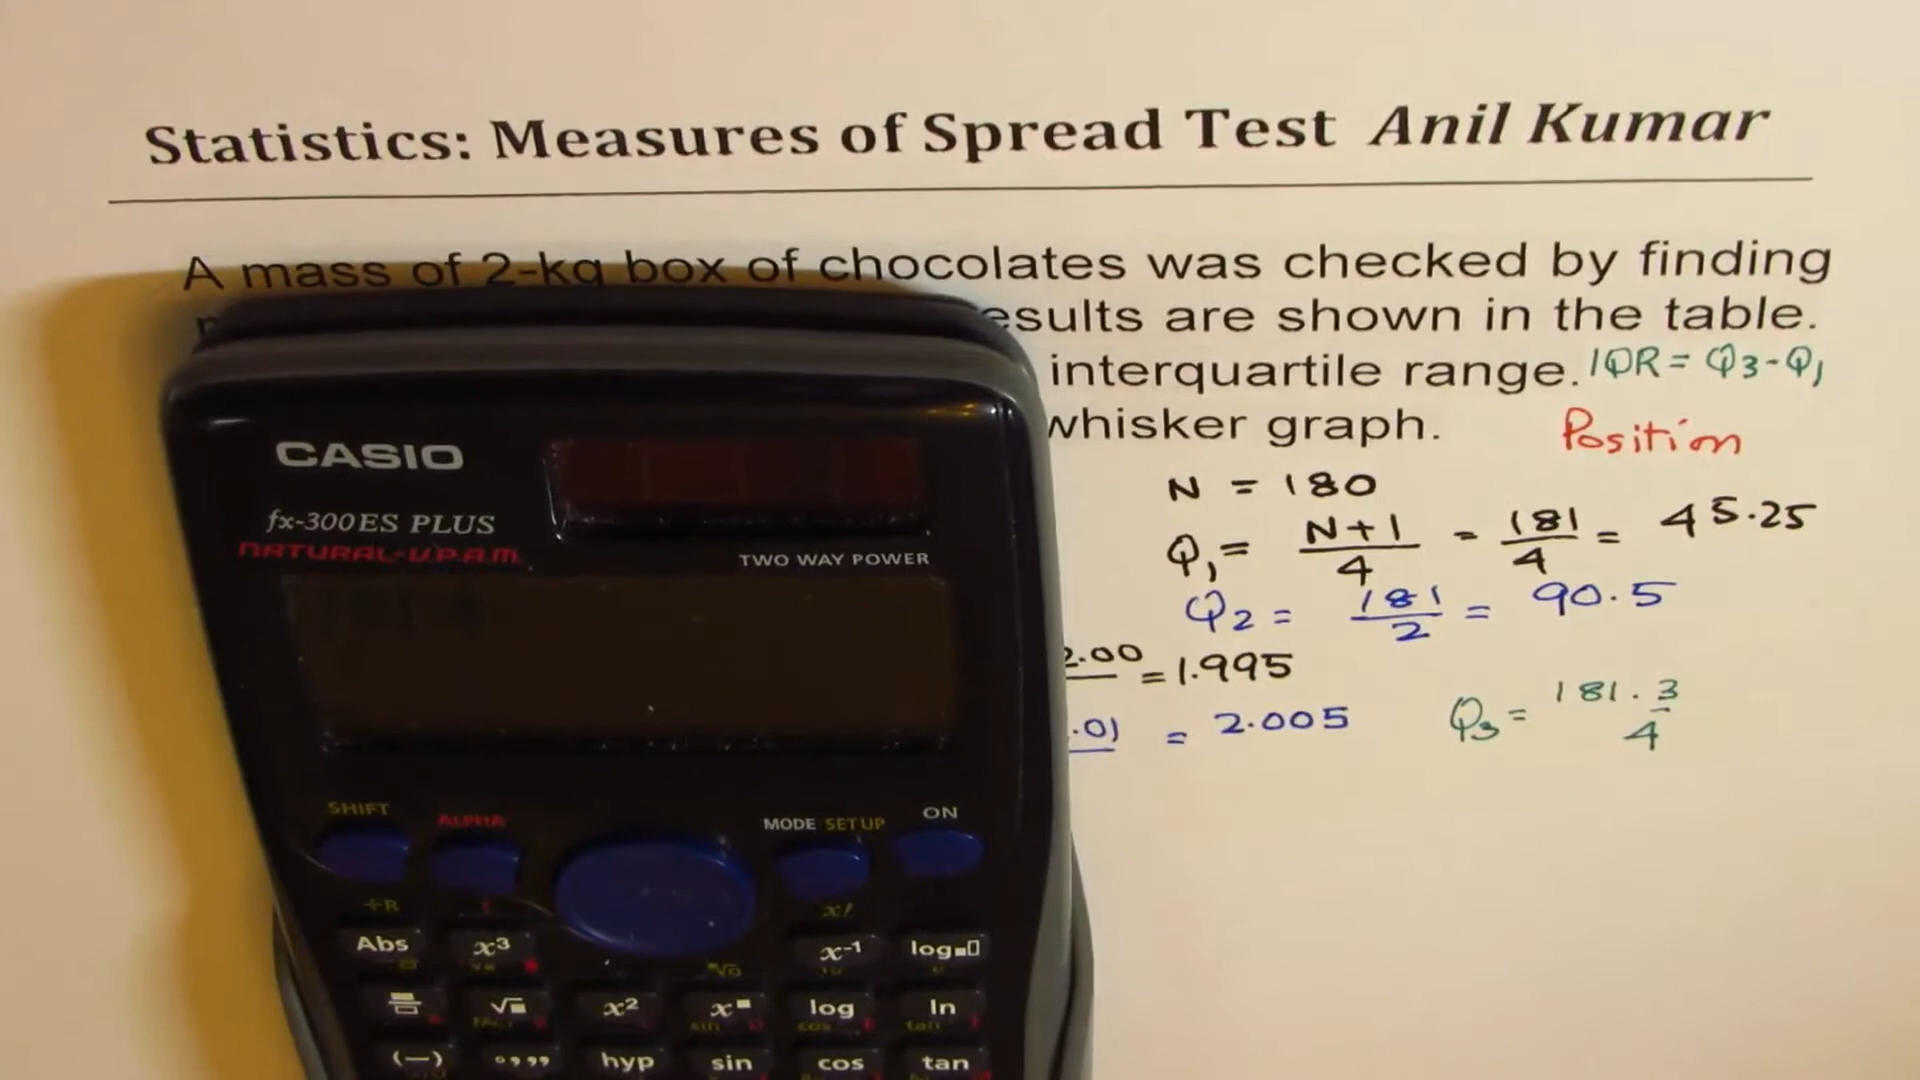 Statistics: Measures of Spread Test Anil Kumar
A mass of 2-kg box of chocolates was checked by finding
results are shown in the table.
interquartile range. IQR = Q3-Q1
whisker graph. Position
N = 180
Q1 = N+1/4 = 181/4 = 45.25
Q2 = 181/2 = 90.5
2.00 = 1.995
.01 = 2.005
Q3 = 181.3/4
CASIO
fx-300ES PLUS
NATURAL-V.P.A.M.
TWO WAY POWER
SHIFT ALPHA MODE SETUP ON
÷R x!
Abs x³ x⁻¹ log■□
√■ x² x■ log ln
sin cos tan
(−) °,,, hyp sin cos tan